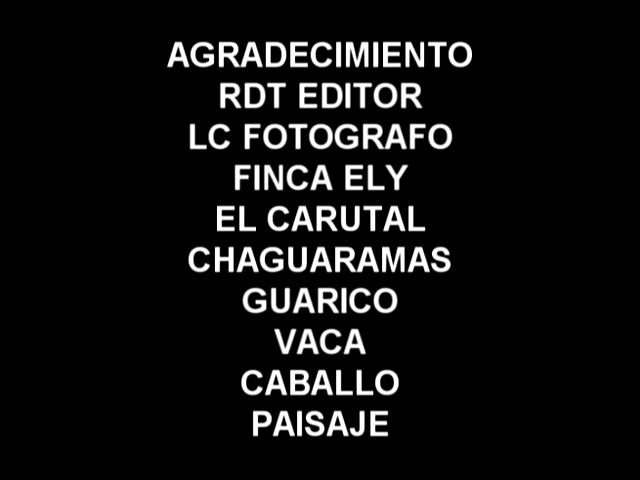 AGRADECIMIENTO
RDT EDITOR
LC FOTOGRAFO
FINCA ELY
EL CARUTAL
CHAGUARAMAS
GUARICO
VACA
CABALLO
PAISAJE